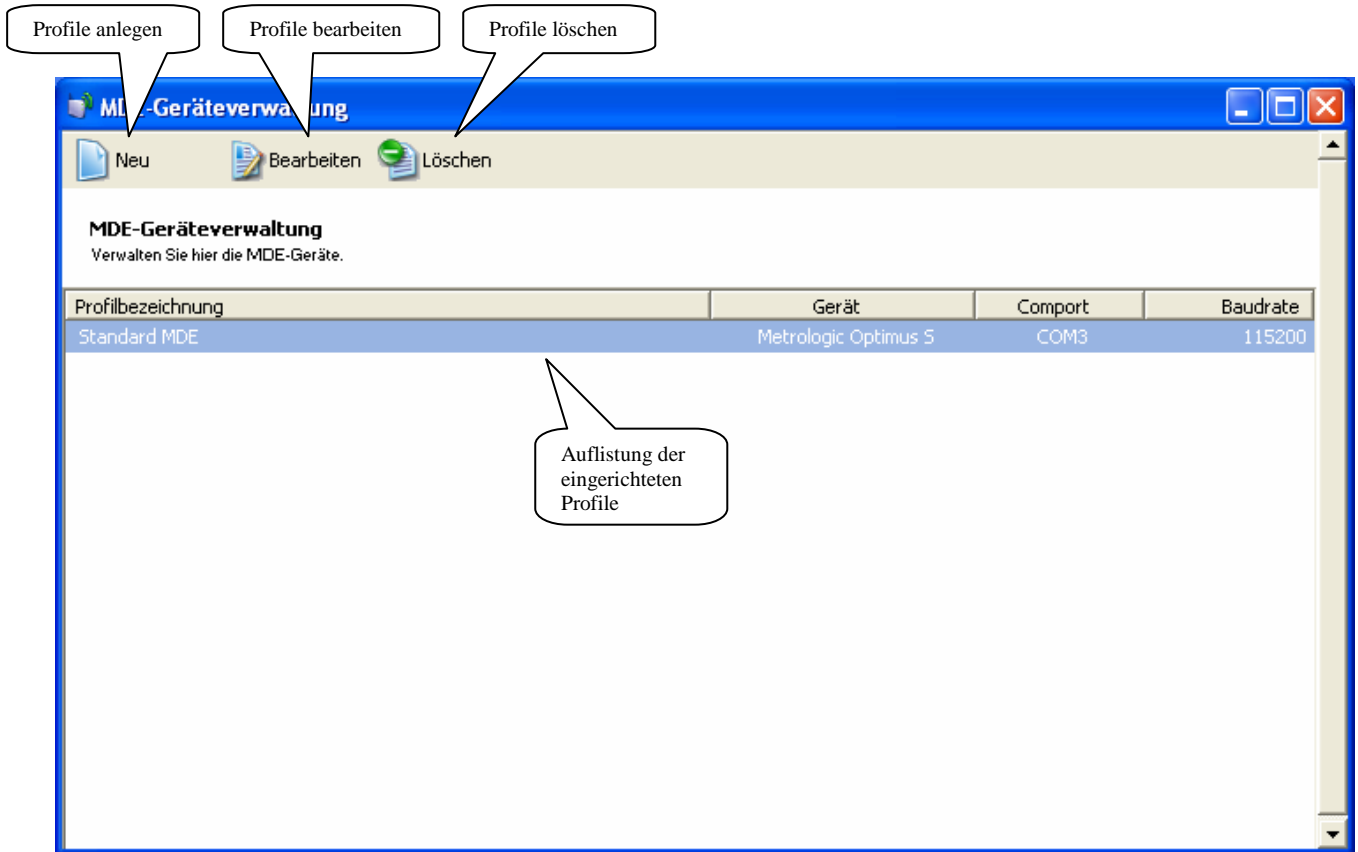 Profile anlegen
Profile bearbeiten
Profile löschen
MDE-Geräteverwaltung
Neu
Bearbeiten
Löschen
MDE-Geräteverwaltung
Verwalten Sie hier die MDE-Geräte.
Profilbezeichnung Gerät Comport Baudrate
Standard MDE Metrologic Optimus S COM3 115200
Auflistung der
eingerichteten
Profile